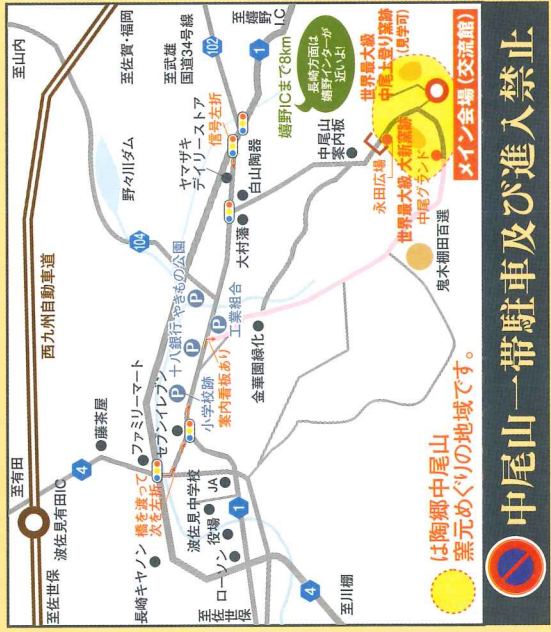 至有田
至佐世保
波佐見有田IC
西九州自動車道
至山内
4
藤茶屋
ファミリーマート
セブンイレブン
長崎キヤノン
橋を渡って
次を左折
波佐見中学校
役場
JA
ローソン
至佐世保
1
4
至川棚
小学校跡
案内看板あり
P
十八銀行
P
やきもの公園
P
P
工業組合
金華園緑化
104
野々川ダム
至佐賀・福岡
至武雄
国道34号線
102
1
至嬉野I.C
ヤマザキ
デイリーストア
信号左折
白山陶器
大村藩
嬉野ICまで8km
長崎方面は
嬉野インターが
近いよ!
中尾山
案内板
永田広場
世界最大級
中尾上登り窯跡
(見学可)
世界最大級 大新窯跡
中尾グランド
メイン会場(交流館)
鬼木棚田百選
は陶郷中尾山
窯元めぐりの地域です。
中尾山一帯駐車及び進入禁止